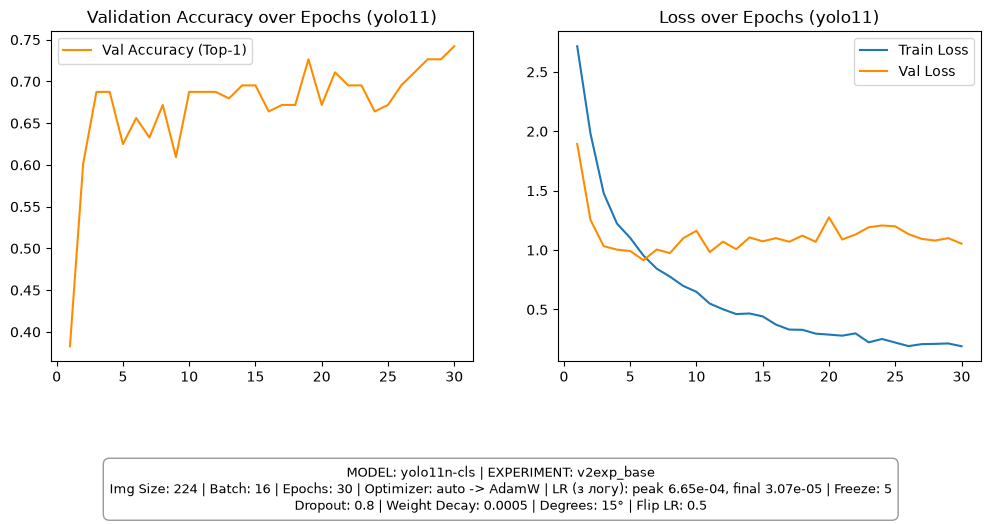 Validation Accuracy over Epochs (yolo11)
Val Accuracy (Top-1)
0.75
0.70
0.65
0.60
0.55
0.50
0.45
0.40
0 5 10 15 20 25 30
Loss over Epochs (yolo11)
Train Loss
Val Loss
2.5
2.0
1.5
1.0
0.5
0 5 10 15 20 25 30
MODEL: yolo11n-cls | EXPERIMENT: v2exp_base
Img Size: 224 | Batch: 16 | Epochs: 30 | Optimizer: auto -> AdamW | LR (з логу): peak 6.65e-04, final 3.07e-05 | Freeze: 5
Dropout: 0.8 | Weight Decay: 0.0005 | Degrees: 15° | Flip LR: 0.5